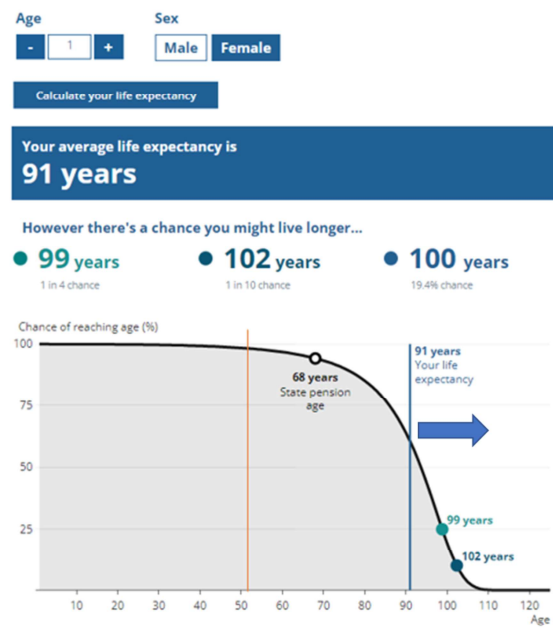 Age Sex
- 1 + Male Female
Calculate your life expectancy
Your average life expectancy is
91 years
However there's a chance you might live longer...
99 years 102 years 100 years
1 in 4 chance 1 in 10 chance 19.4% chance
Chance of reaching age (%)
100
91 years
Your life
expectancy
68 years
State pension
age
75
50
25
99 years
102 years
10 20 30 40 50 60 70 80 90 100 110 120
Age